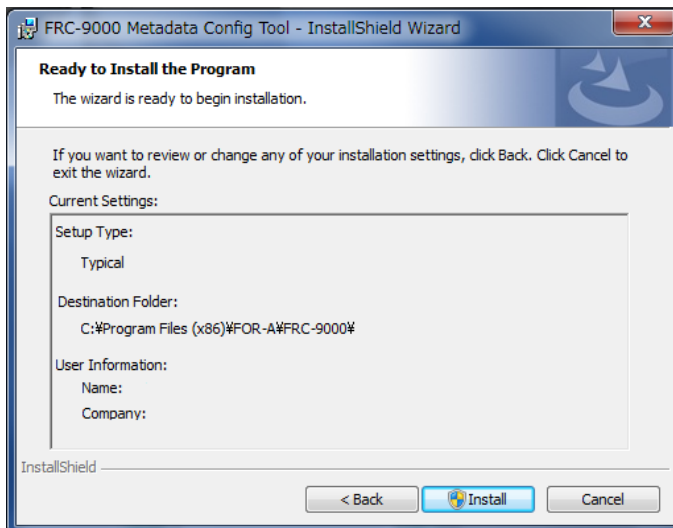 FRC-9000 Metadata Config Tool - InstallShield Wizard
Ready to Install the Program
The wizard is ready to begin installation.
If you want to review or change any of your installation settings, click Back. Click Cancel to
exit the wizard.
Current Settings:
Setup Type:
Typical
Destination Folder:
C:¥Program Files (x86)¥FOR-A¥FRC-9000¥
User Information:
Name:
Company:
InstallShield
< Back
Install
Cancel